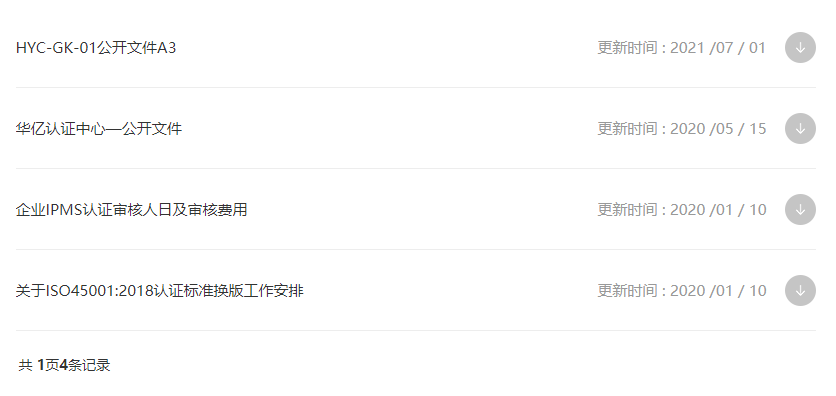 HYC-GK-01公开文件A3 更新时间 : 2021 /07 / 01
华亿认证中心—公开文件 更新时间 : 2020 /05 / 15
企业IPMS认证审核人日及审核费用 更新时间 : 2020 /01 / 10
关于ISO45001:2018认证标准换版工作安排 更新时间 : 2020 /01 / 10
共 1页4条记录